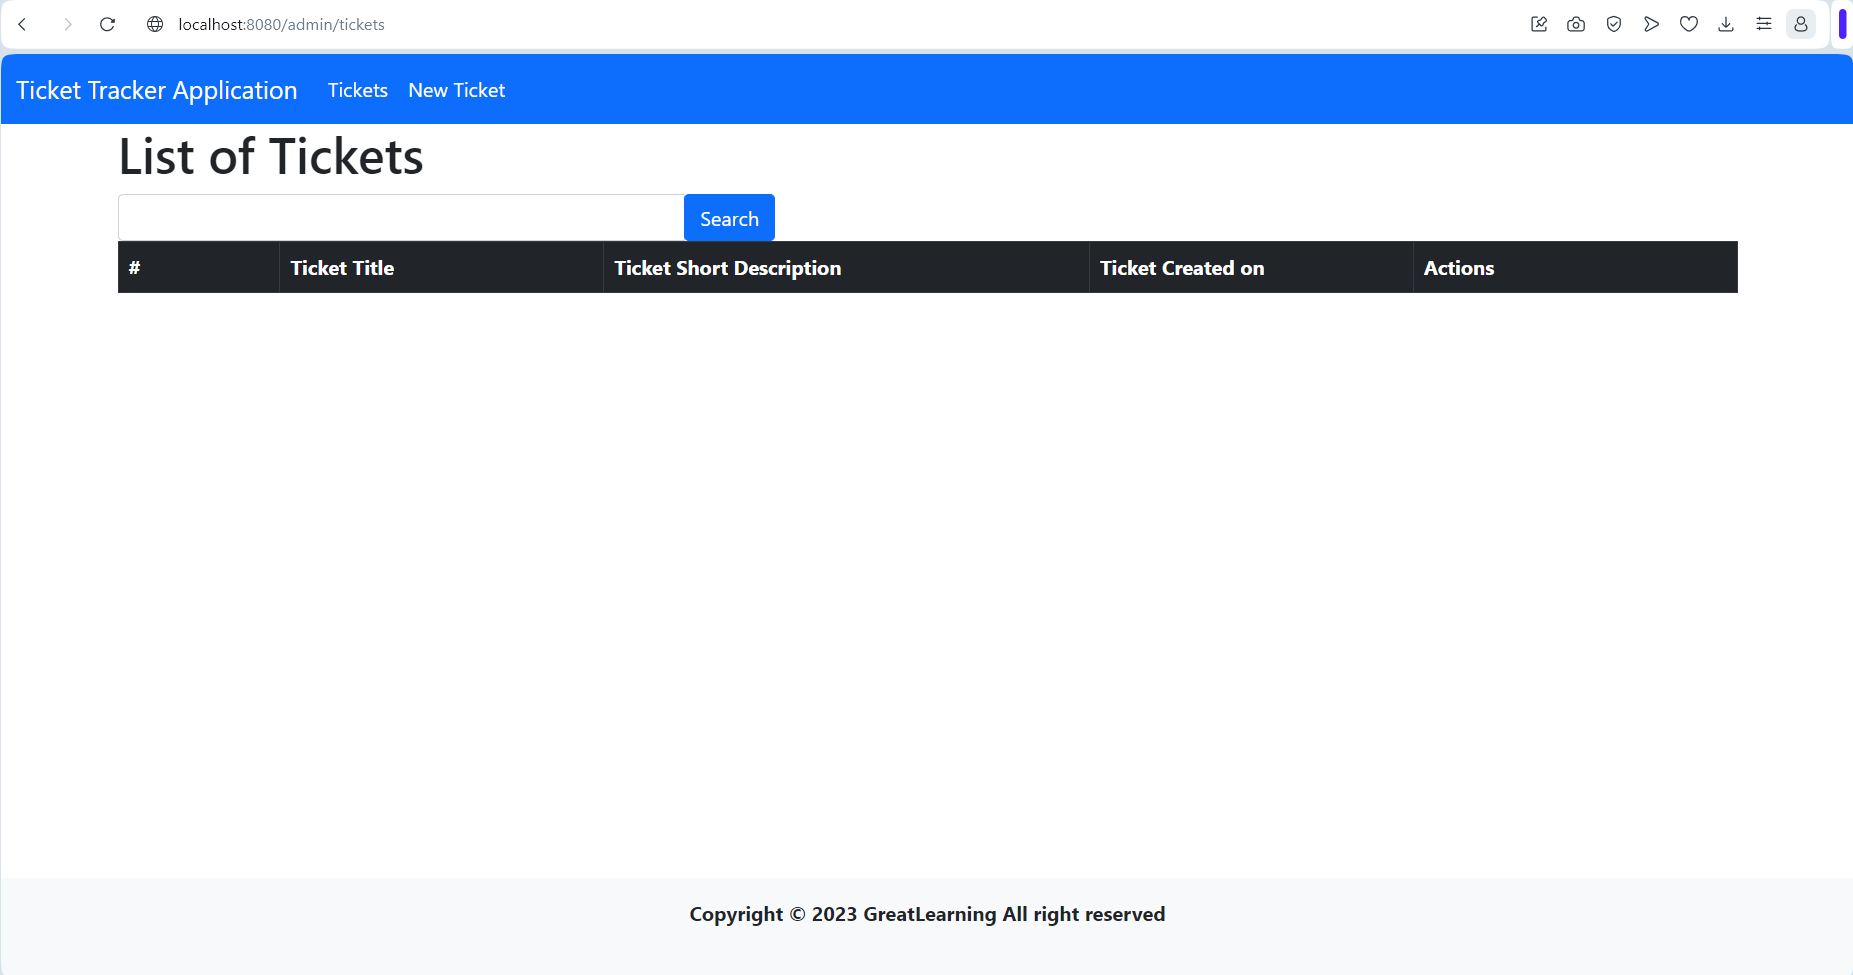 localhost:8080/admin/tickets
Ticket Tracker Application Tickets New Ticket
List of Tickets
Search
# Ticket Title Ticket Short Description Ticket Created on Actions
Copyright © 2023 GreatLearning All right reserved